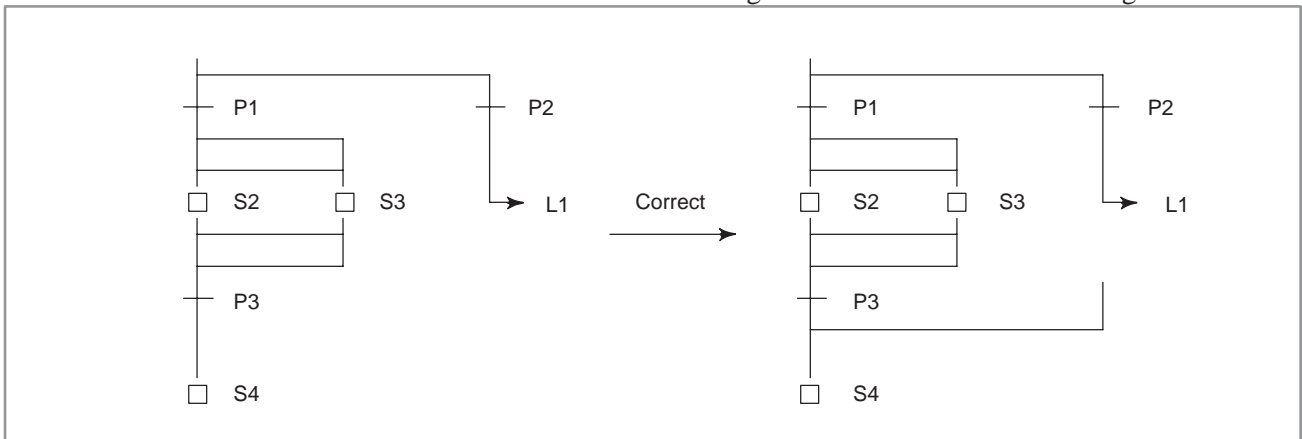 P1 P2 P1 P2
S2 S3 L1 Correct S2 S3 L1
P3 P3
S4 S4